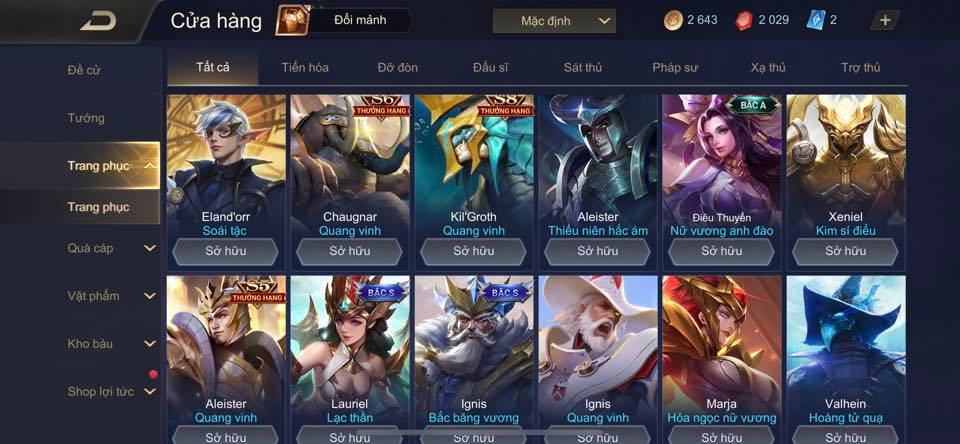 Cửa hàng
Đổi mảnh
Mặc định
2 643
2 029
2
Đề cử
Tướng
Trang phục
Trang phục
Quà cáp
Vật phẩm
Kho báu
Shop lợi tức
Tất cả
Tiến hóa
Đỡ đòn
Đấu sĩ
Sát thủ
Pháp sư
Xạ thủ
Trợ thủ
Eland'orr
Soái tặc
Sở hữu
S6
THƯỞNG HẠNG
Chaugnar
Quang vinh
Sở hữu
S8
THƯỞNG HẠNG
Kil'Groth
Quang vinh
Sở hữu
Aleister
Thiếu niên hắc ám
Sở hữu
BẬC A
Điêu Thuyền
Nữ vương anh đào
Sở hữu
Xeniel
Kim sí điểu
Sở hữu
S5
THƯỞNG HẠNG
Aleister
Quang vinh
Sở hữu
BẬC S
Lauriel
Lạc thần
Sở hữu
BẬC S
Ignis
Bắc băng vương
Sở hữu
Ignis
Quang vinh
Sở hữu
Marja
Hỏa ngọc nữ vương
Sở hữu
Valhein
Hoàng tử quạ
Sở hữu